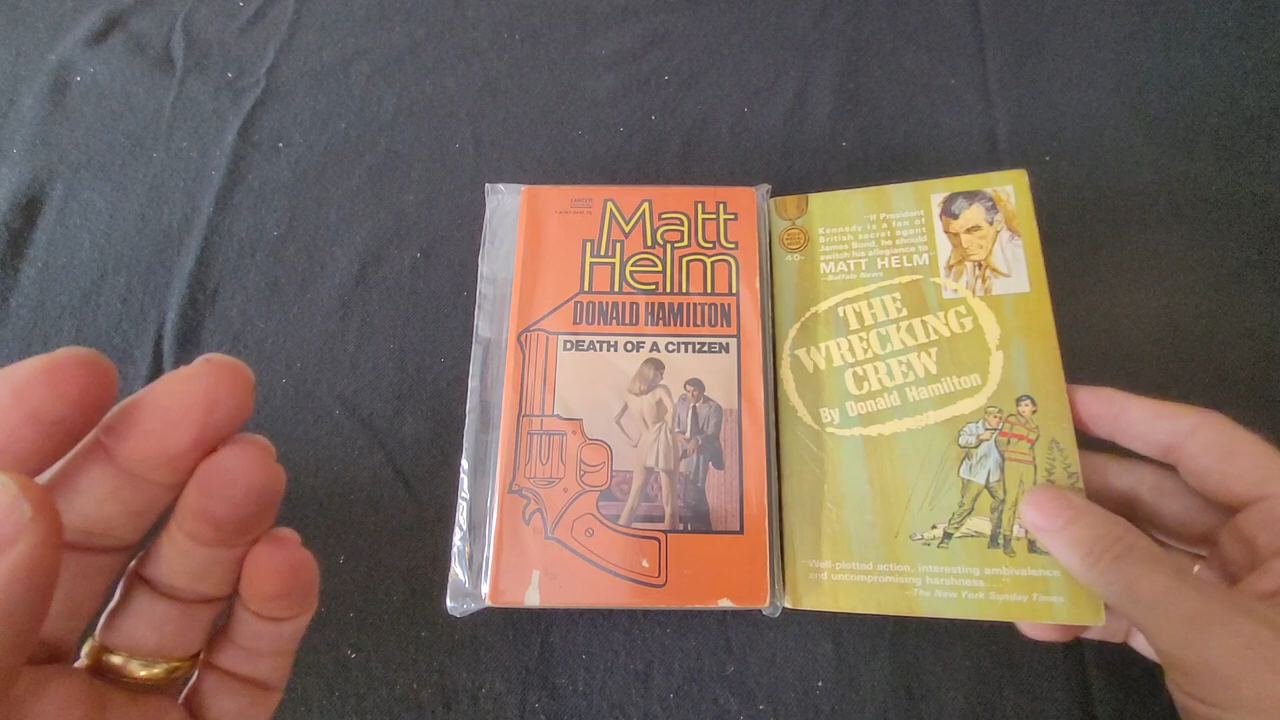 FAWCETT
Matt
Helm
DONALD HAMILTON
DEATH OF A CITIZEN
GOLD MEDAL
40¢
"If President
Kennedy is a fan of
British secret agent
James Bond, he should
switch his allegiance to
MATT HELM"
-Buffalo News
THE
WRECKING
CREW
By Donald Hamilton
"Well-plotted action, interesting ambivalence
and uncompromising harshness...."
-The New York Sunday Times